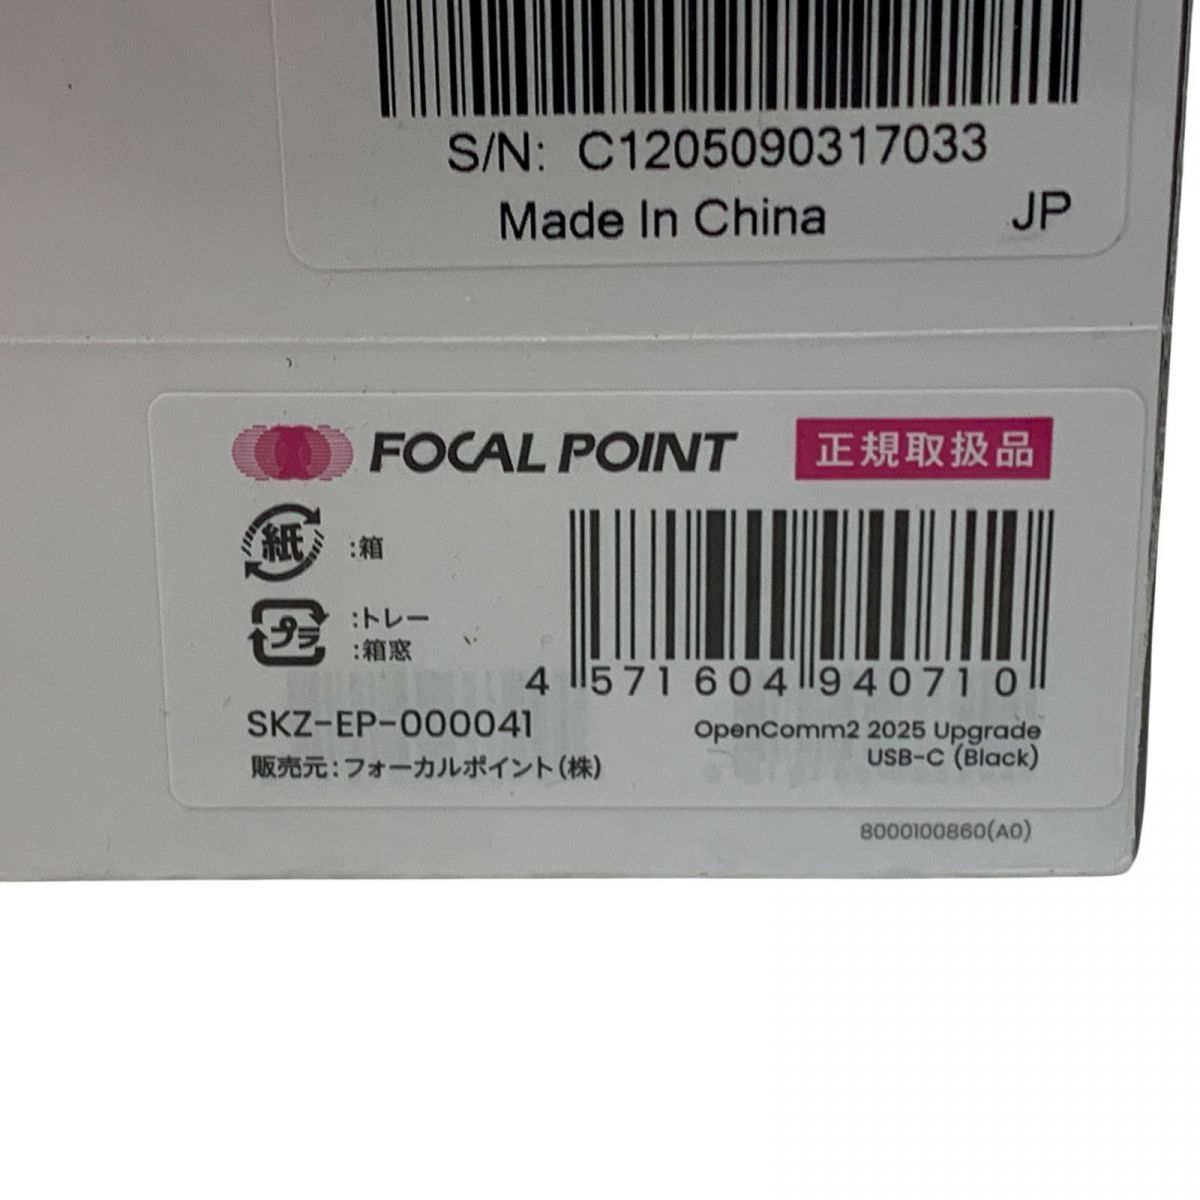 S/N: C1205090317033
Made In China JP
FOCAL POINT 正規取扱品
紙 :箱
プラ :トレー
:箱窓
4 571604 940710
SKZ-EP-000041
OpenComm2 2025 Upgrade
USB-C (Black)
販売元:フォーカルポイント(株)
8000100860(A0)